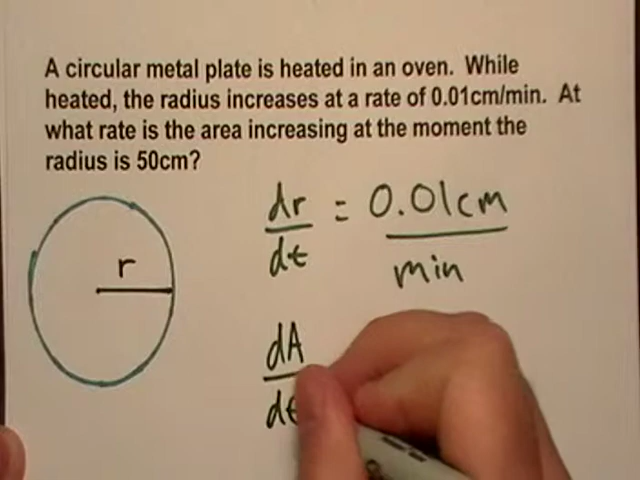 A circular metal plate is heated in an oven. While
heated, the radius increases at a rate of 0.01cm/min. At
what rate is the area increasing at the moment the
radius is 50cm?
dr/dt = 0.01cm/min
r
dA/dt